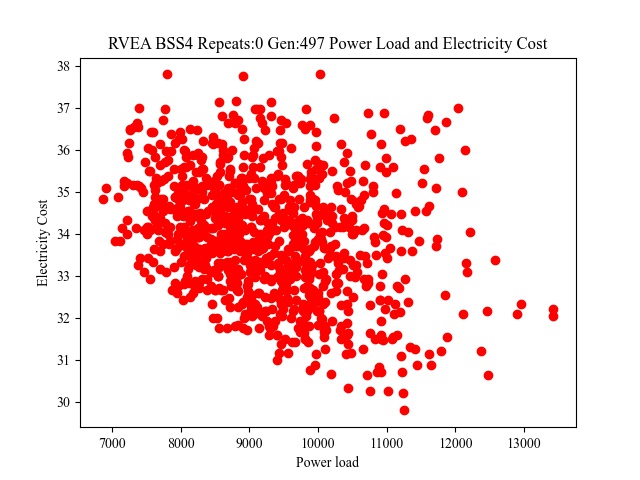 RVEA BSS4 Repeats:0 Gen:497 Power Load and Electricity Cost
38
37
36
35
34
33
32
31
30
Electricity Cost
7000 8000 9000 10000 11000 12000 13000
Power load